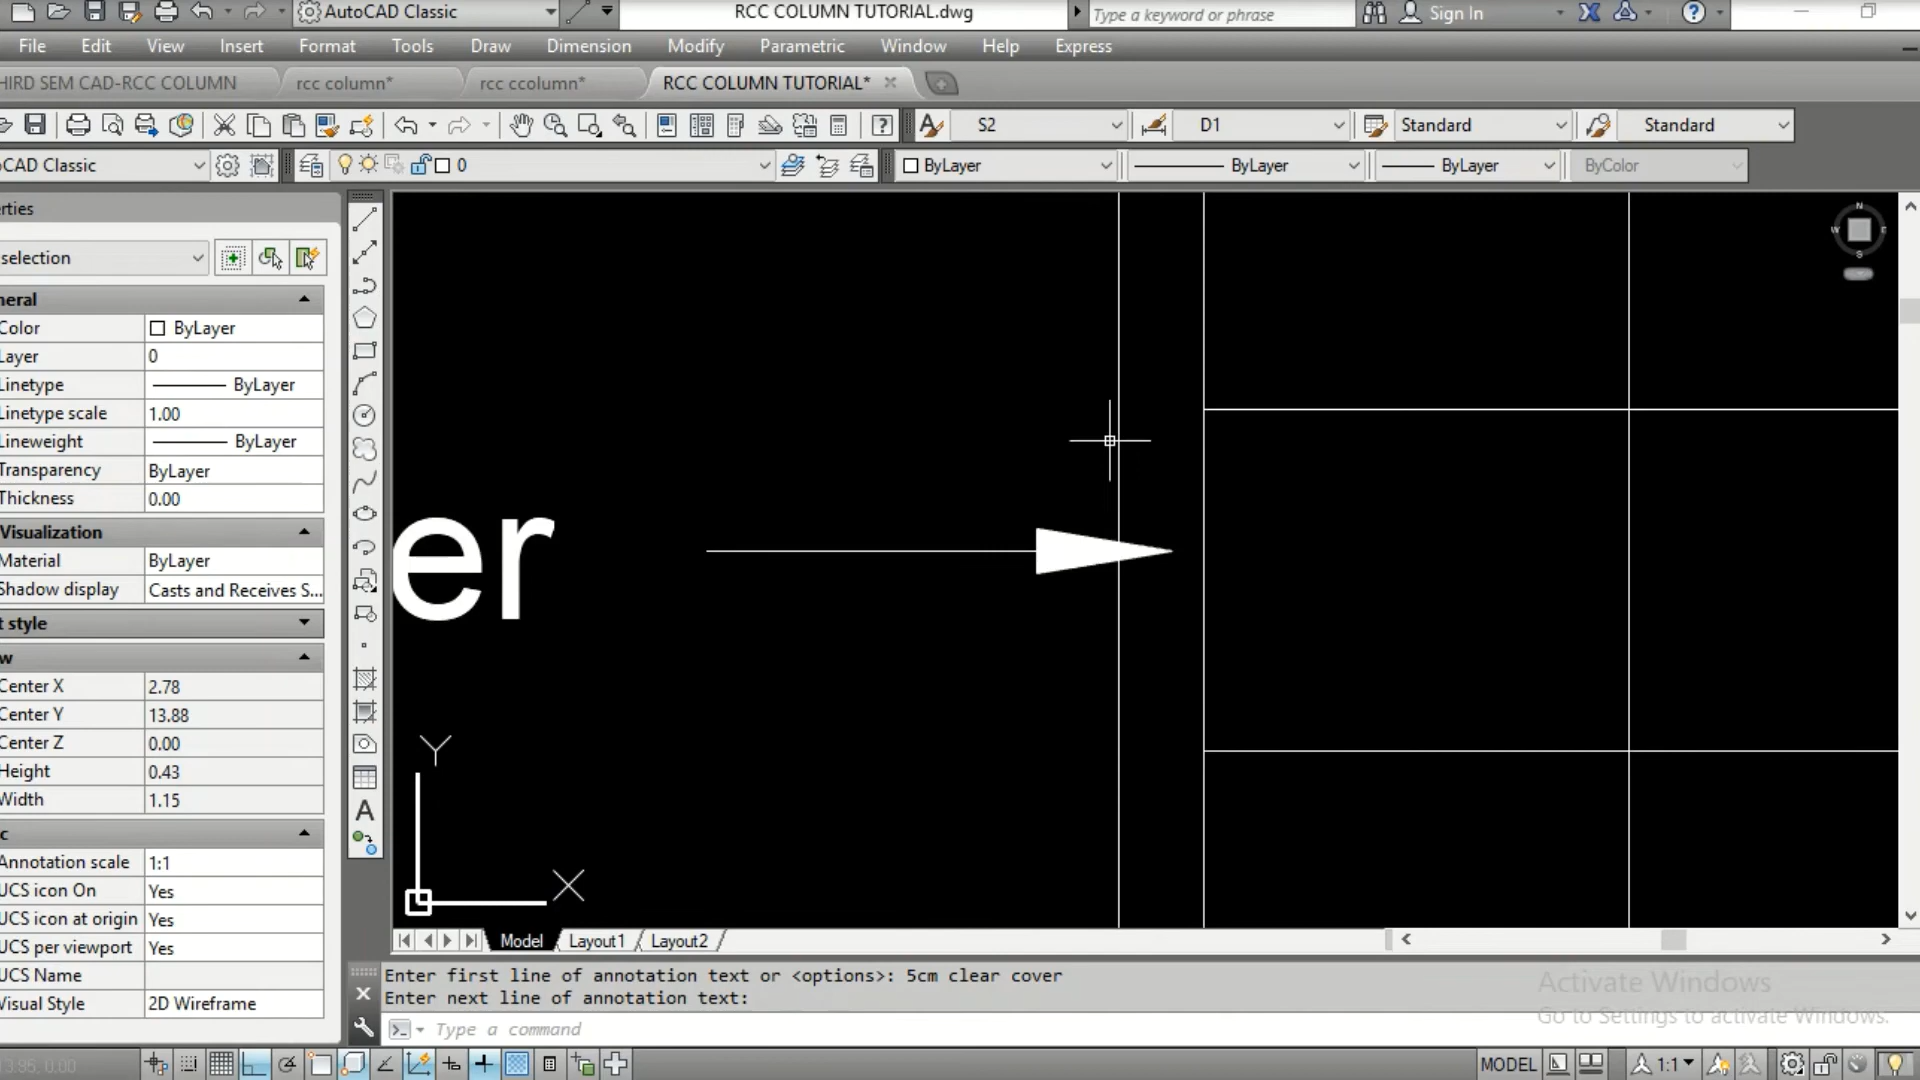 AutoCAD Classic RCC COLUMN TUTORIAL.dwg Type a keyword or phrase Sign In
File Edit View Insert Format Tools Draw Dimension Modify Parametric Window Help Express
HIRD SEM CAD-RCC COLUMN rcc column* rcc ccolumn* RCC COLUMN TUTORIAL*
S2 D1 Standard Standard
CAD Classic 0 ByLayer ByLayer ByLayer ByColor
erties
selection
neral
Color ByLayer
Layer 0
Linetype ByLayer
Linetype scale 1.00
Lineweight ByLayer
Transparency ByLayer
Thickness 0.00
Visualization
Material ByLayer
Shadow display Casts and Receives S...
t style
w
Center X 2.78
Center Y 13.88
Center Z 0.00
Height 0.43
Width 1.15
c
Annotation scale 1:1
UCS icon On Yes
UCS icon at origin Yes
UCS per viewport Yes
UCS Name
Visual Style 2D Wireframe
N
W
S
er
Y
X
Model Layout1 Layout2
Enter first line of annotation text or <options>: 5cm clear cover
Enter next line of annotation text:
Type a command
Activate Windows
Go to Settings to activate Windows.
MODEL 1:1